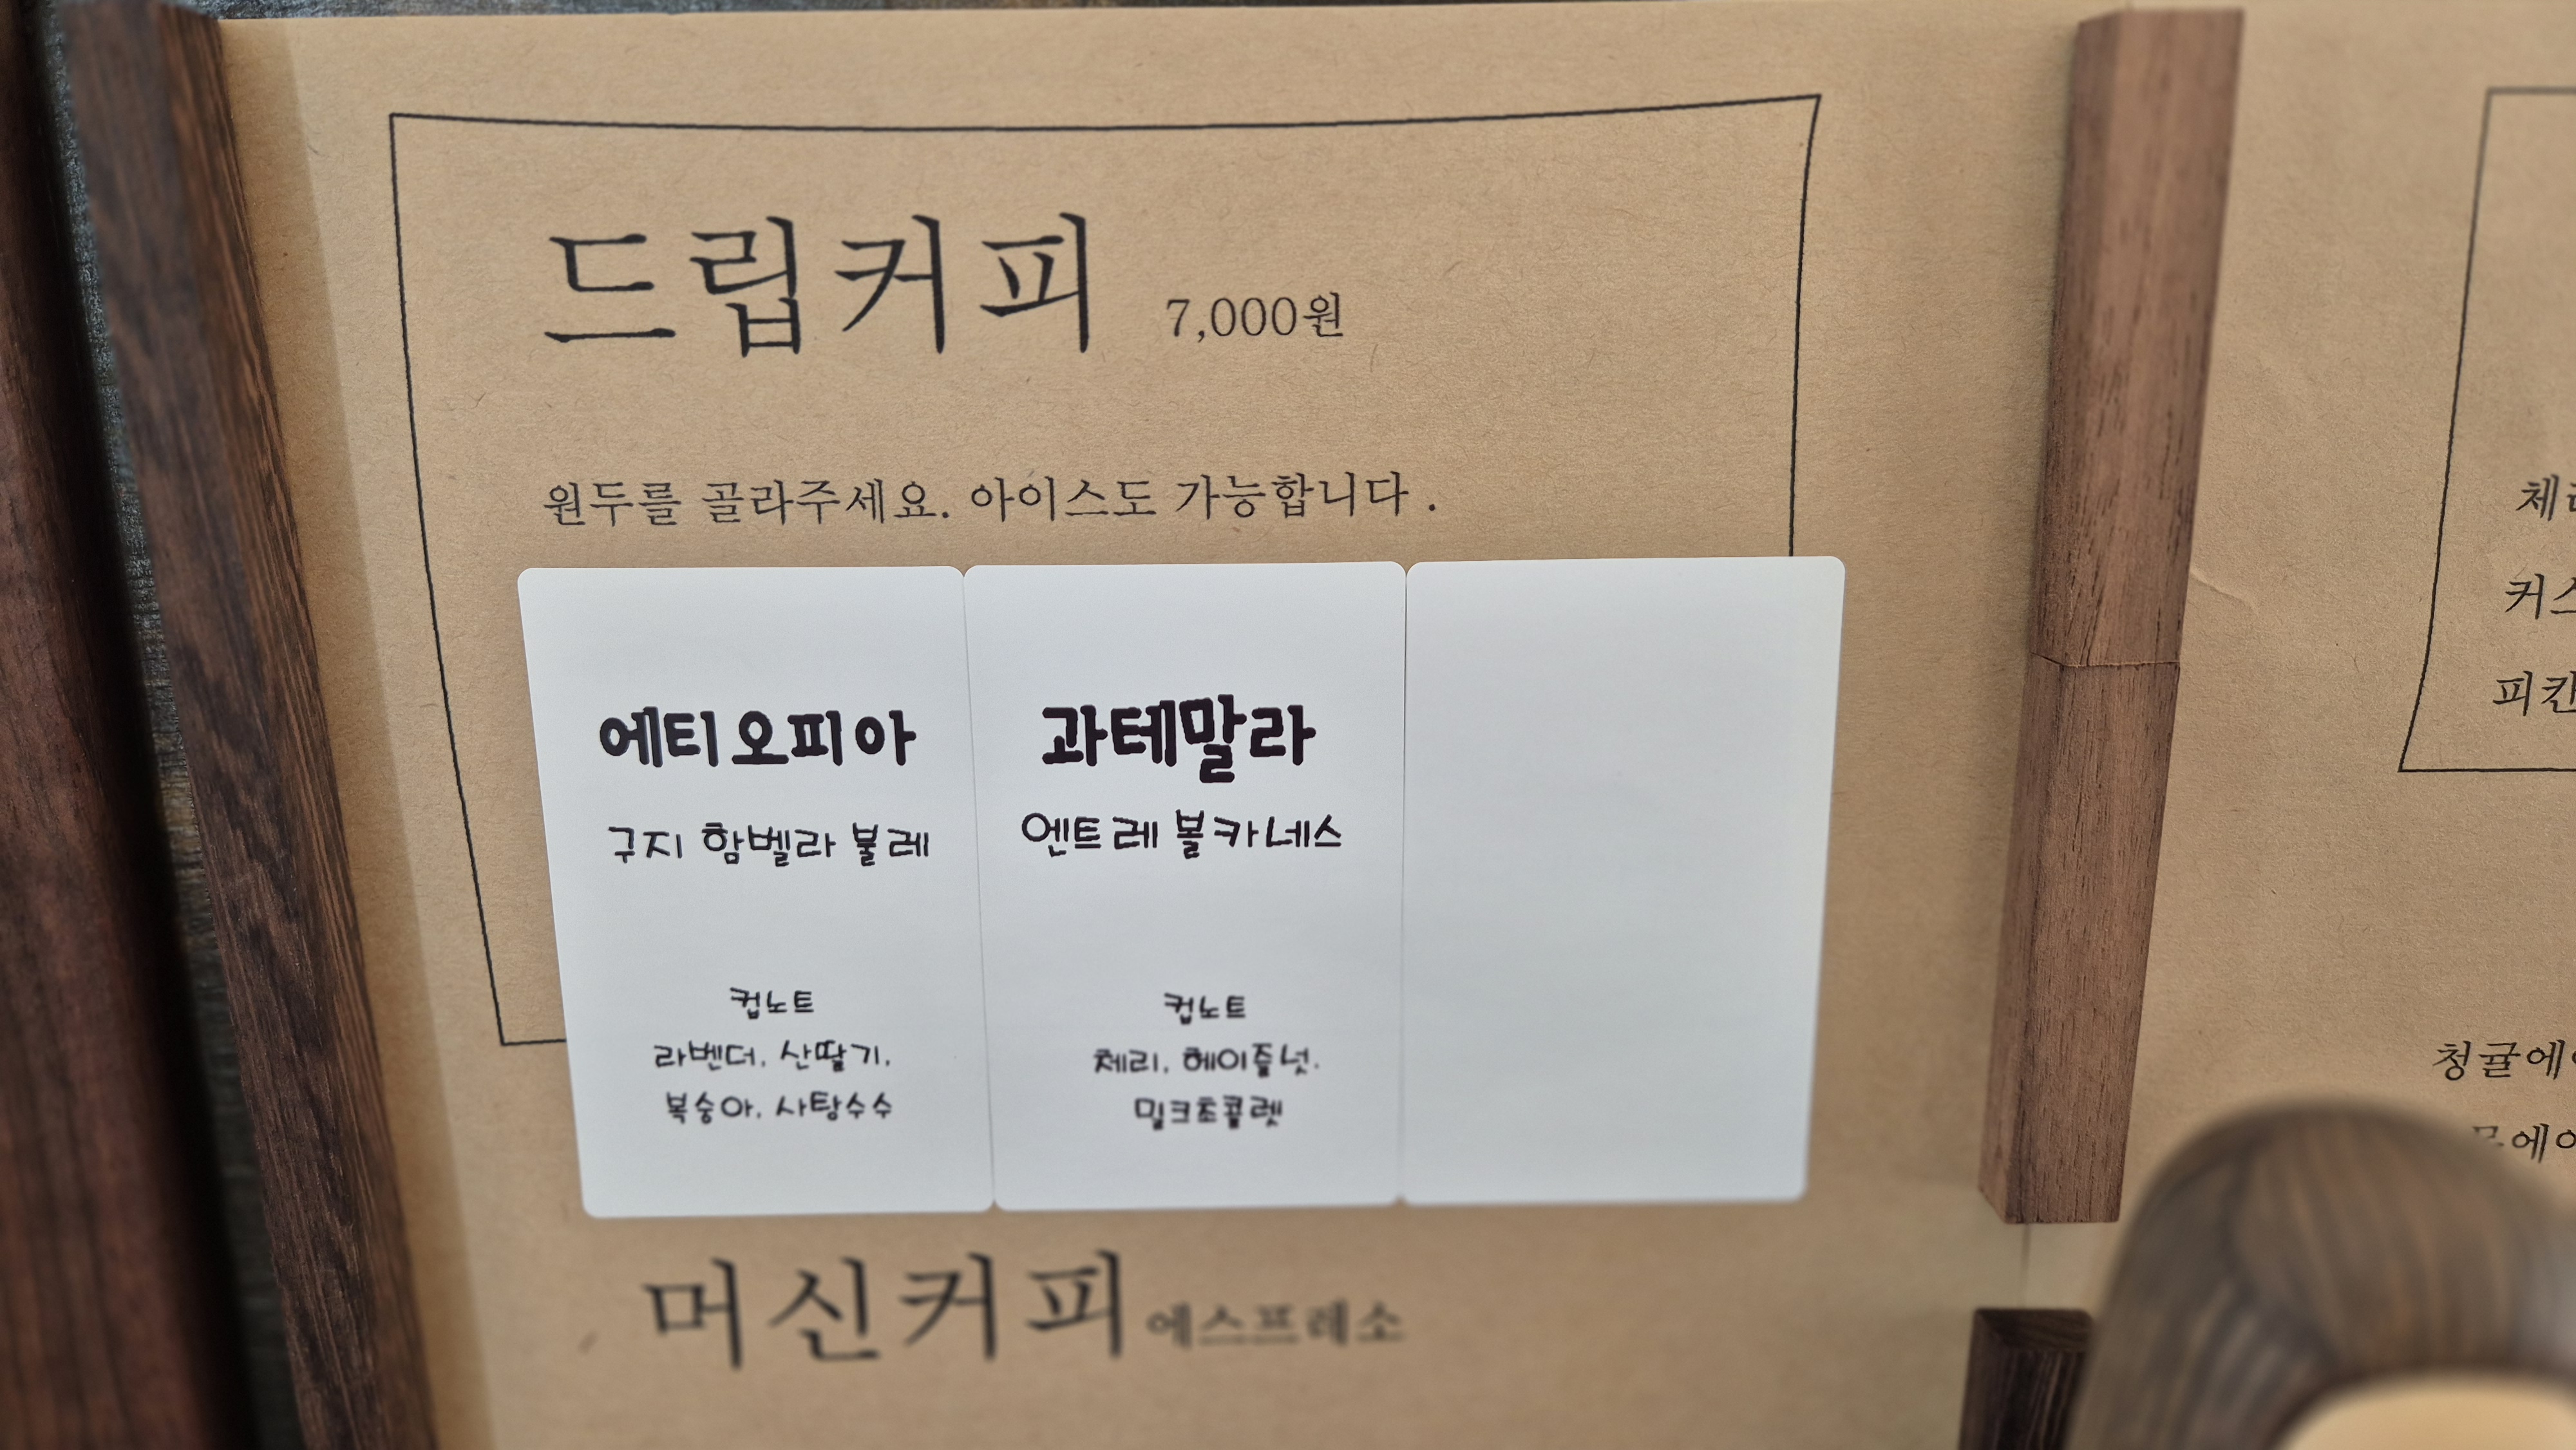 드립커피 7,000원
원두를 골라주세요. 아이스도 가능합니다.
에티오피아
구지 함벨라 불레
컵노트
라벤더, 산딸기,
복숭아, 사탕수수
과테말라
엔트레 볼카네스
컵노트
체리, 헤이즐넛,
밀크초콜렛
머신커피 에스프레소